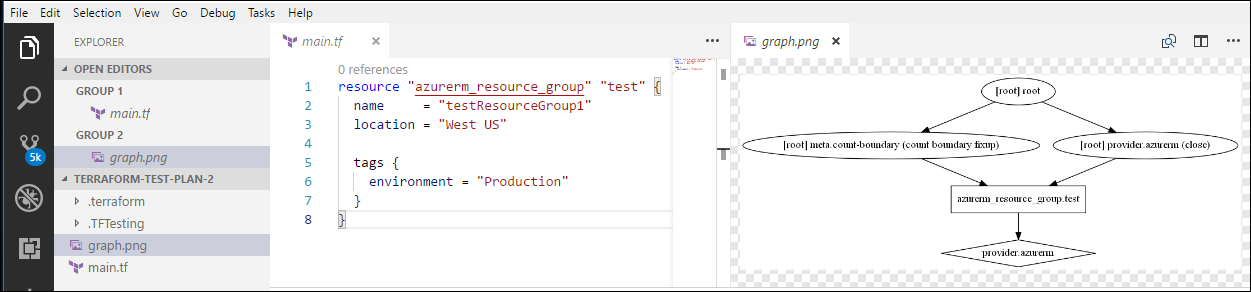 File Edit Selection View Go Debug Tasks Help
EXPLORER
OPEN EDITORS
GROUP 1
main.tf
GROUP 2
graph.png
TERRAFORM-TEST-PLAN-2
.terraform
.TFTesting
graph.png
main.tf
5k
main.tf
0 references
1 resource "azurerm_resource_group" "test" {
2 name = "testResourceGroup1"
3 location = "West US"
4
5 tags {
6 environment = "Production"
7 }
8 }
graph.png
[root] root
[root] meta.count-boundary (count boundary fixup) [root] provider.azurerm (close)
azurerm_resource_group.test
provider.azurerm